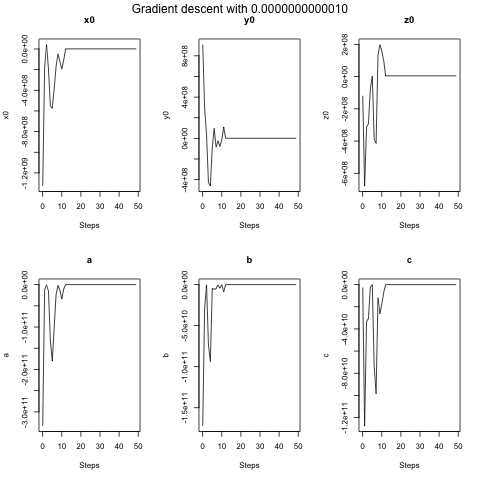 Gradient descent with 0.0000000000010
x0 y0 z0
x0
-1.2e+09 -8.0e+08 -4.0e+08 0.0e+00
y0
-4e+08 0e+00 4e+08 8e+08
z0
-6e+08 -4e+08 -2e+08 0e+00 2e+08
0 10 20 30 40 50
0 10 20 30 40 50
0 10 20 30 40 50
Steps Steps Steps
a b c
a
-3.0e+11 -2.0e+11 -1.0e+11 0.0e+00
b
-1.5e+11 -1.0e+11 -5.0e+10 0.0e+00
c
-1.2e+11 -8.0e+10 -4.0e+10 0.0e+00
0 10 20 30 40 50
0 10 20 30 40 50
0 10 20 30 40 50
Steps Steps Steps